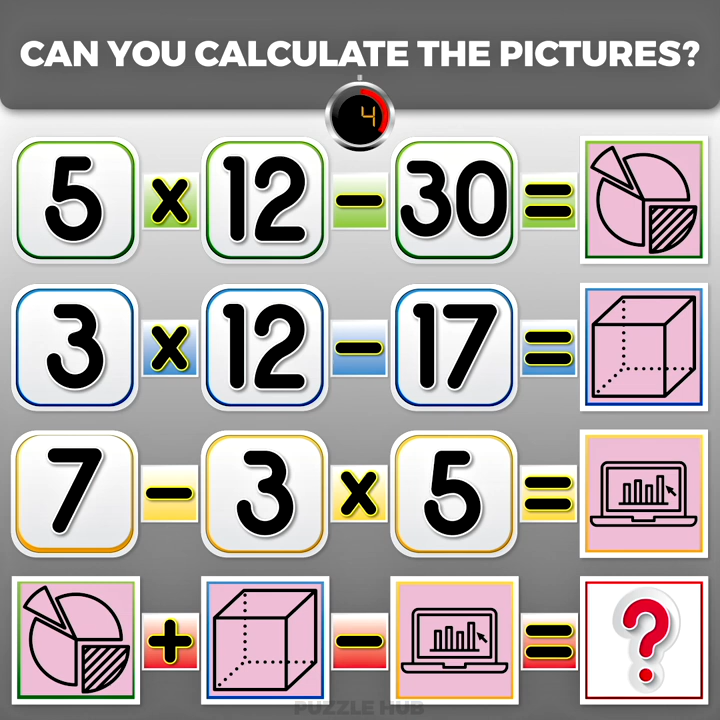 CAN YOU CALCULATE THE PICTURES?
4
5 x 12 - 30 =
3 x 12 - 17 =
7 - 3 x 5 =
+ - = ?
PUZZLE HUB